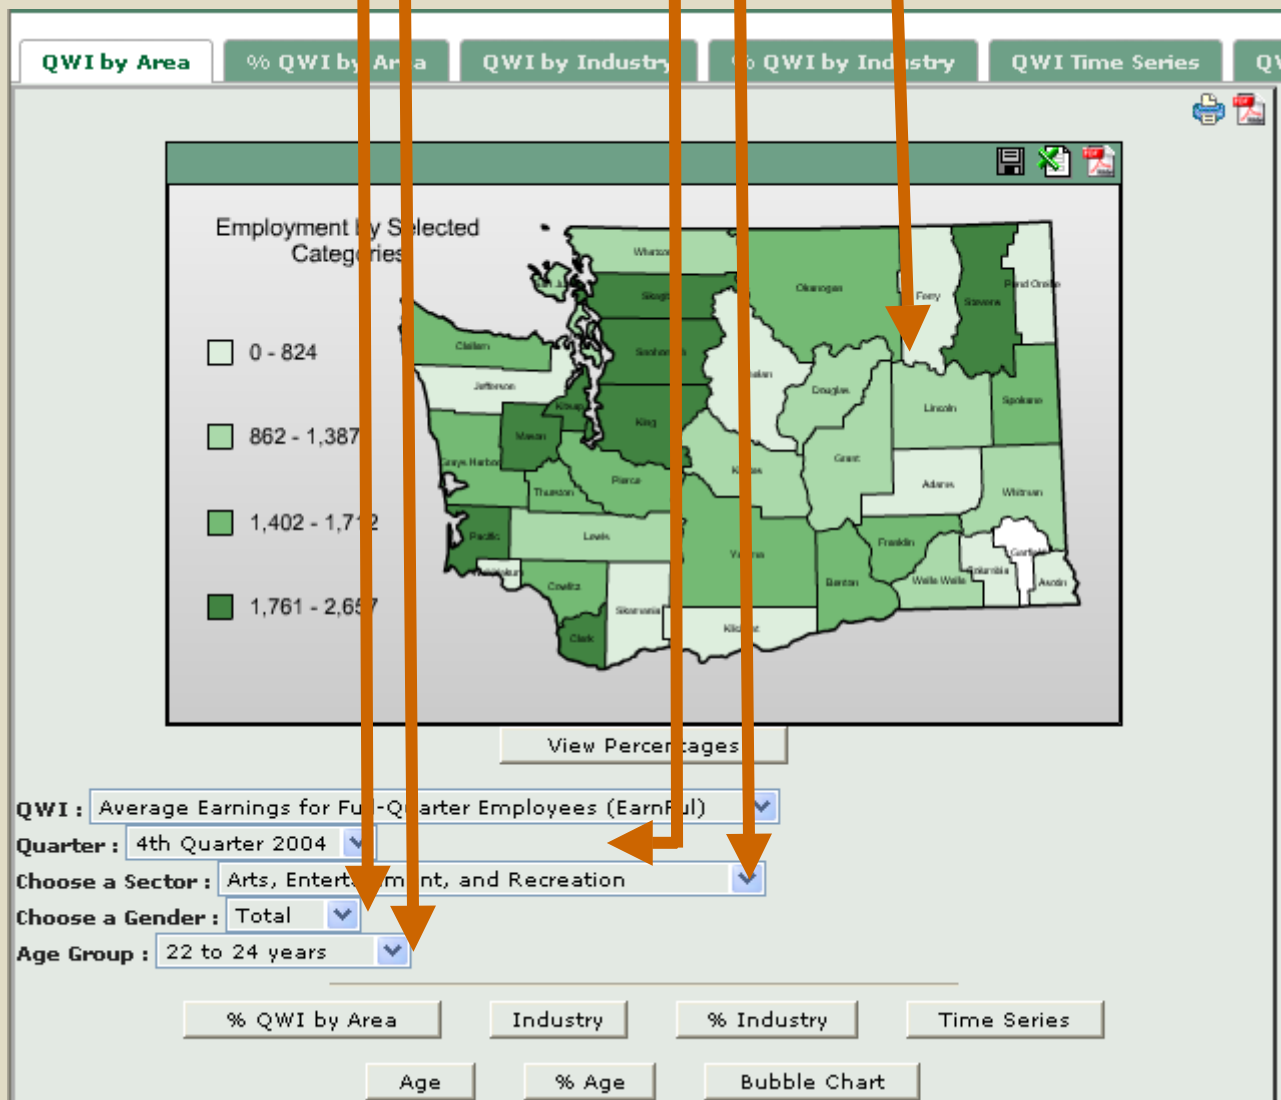 QWI by Area
% QWI by Area
QWI by Industry
% QWI by Industry
QWI Time Series
Employment by Selected
Categories
0 - 824
862 - 1,387
1,402 - 1,712
1,761 - 2,657
Whatcom
San Juan
Skagit
Okanogan
Ferry
Stevens
Pend Oreille
Clallam
Snohomish
Chelan
Douglas
Jefferson
Kitsap
King
Lincoln
Spokane
Mason
Grays Harbor
Kittitas
Grant
Adams
Whitman
Thurston
Pierce
Pacific
Lewis
Yakima
Franklin
Garfield
Cowlitz
Benton
Walla Walla
Columbia
Asotin
Skamania
Klickitat
Clark
View Percentages
QWI : Average Earnings for Full-Quarter Employees (EarnFul)
Quarter : 4th Quarter 2004
Choose a Sector : Arts, Entertainment, and Recreation
Choose a Gender : Total
Age Group : 22 to 24 years
% QWI by Area
Industry
% Industry
Time Series
Age
% Age
Bubble Chart